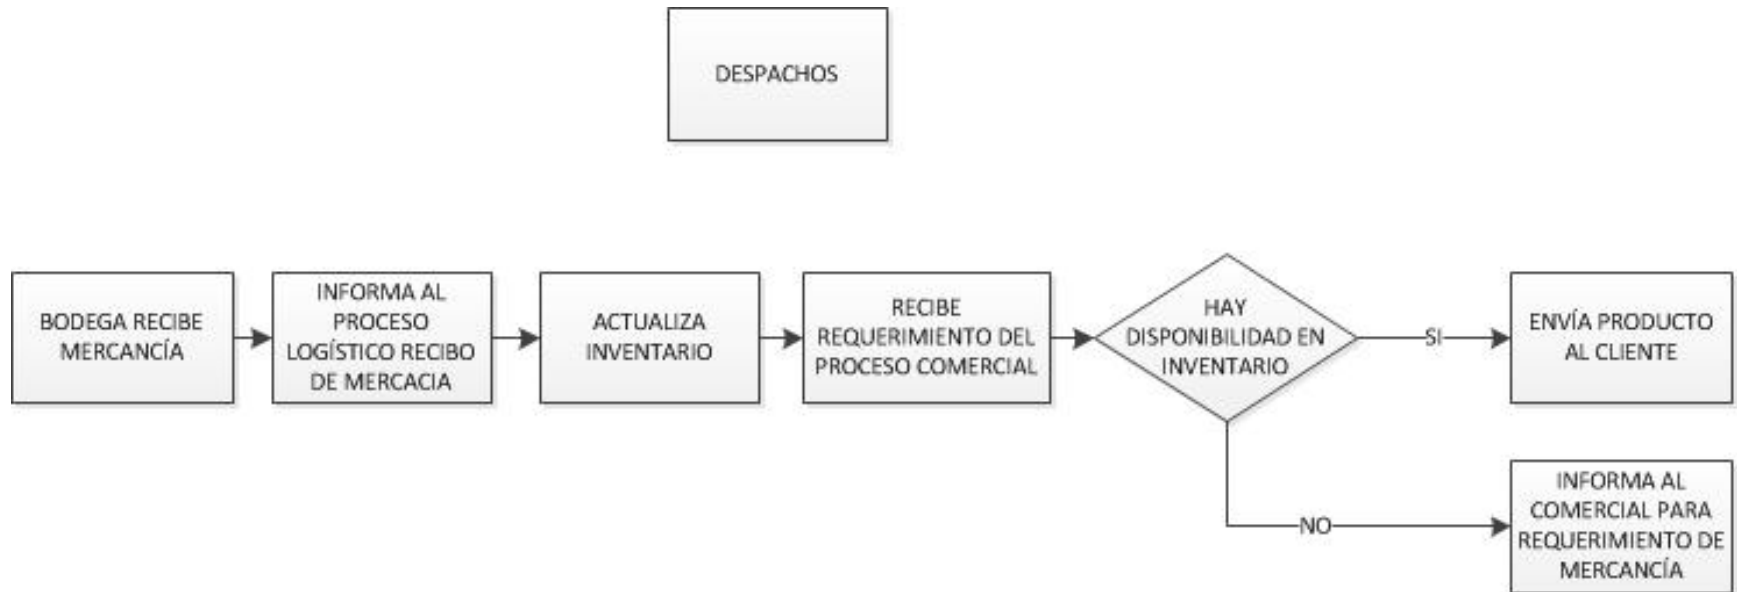 DESPACHOS
BODEGA RECIBE
MERCANCÍA
INFORMA AL
PROCESO
LOGÍSTICO RECIBO
DE MERCACIA
ACTUALIZA
INVENTARIO
RECIBE
REQUERIMIENTO DEL
PROCESO COMERCIAL
HAY
DISPONIBILIDAD EN
INVENTARIO
SI
ENVÍA PRODUCTO
AL CLIENTE
NO
INFORMA AL
COMERCIAL PARA
REQUERIMIENTO DE
MERCANCÍA